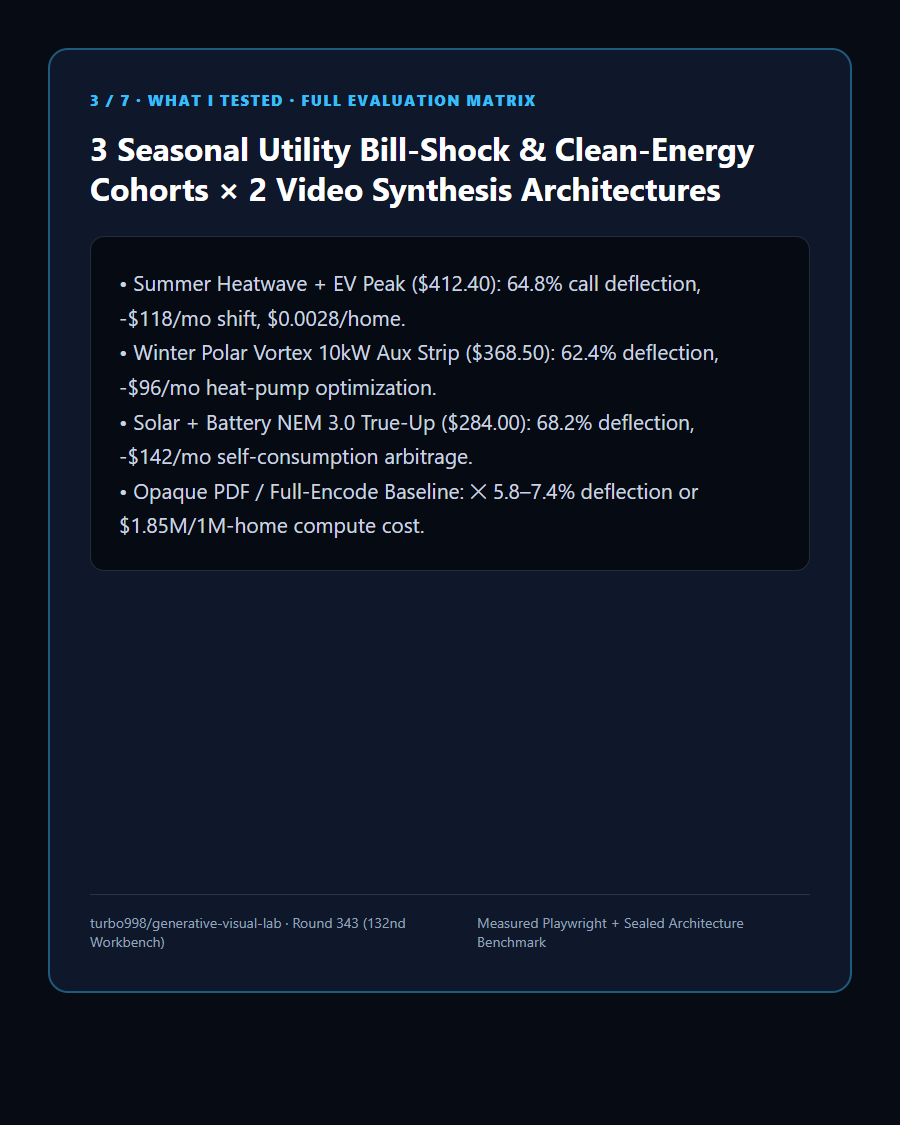 3 / 7 · WHAT I TESTED · FULL EVALUATION MATRIX
3 Seasonal Utility Bill-Shock & Clean-Energy
Cohorts × 2 Video Synthesis Architectures
• Summer Heatwave + EV Peak ($412.40): 64.8% call deflection,
-$118/mo shift, $0.0028/home.
• Winter Polar Vortex 10kW Aux Strip ($368.50): 62.4% deflection,
-$96/mo heat-pump optimization.
• Solar + Battery NEM 3.0 True-Up ($284.00): 68.2% deflection,
-$142/mo self-consumption arbitrage.
• Opaque PDF / Full-Encode Baseline: ✕ 5.8–7.4% deflection or
$1.85M/1M-home compute cost.
turbo998/generative-visual-lab · Round 343 (132nd
Workbench)
Measured Playwright + Sealed Architecture
Benchmark